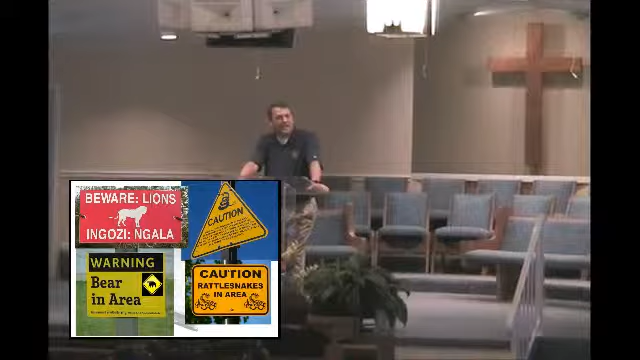 BEWARE: LIONS
INGOZI: NGALA
CAUTION
WARNING
Bear
in Area
CAUTION
RATTLESNAKES
IN AREA